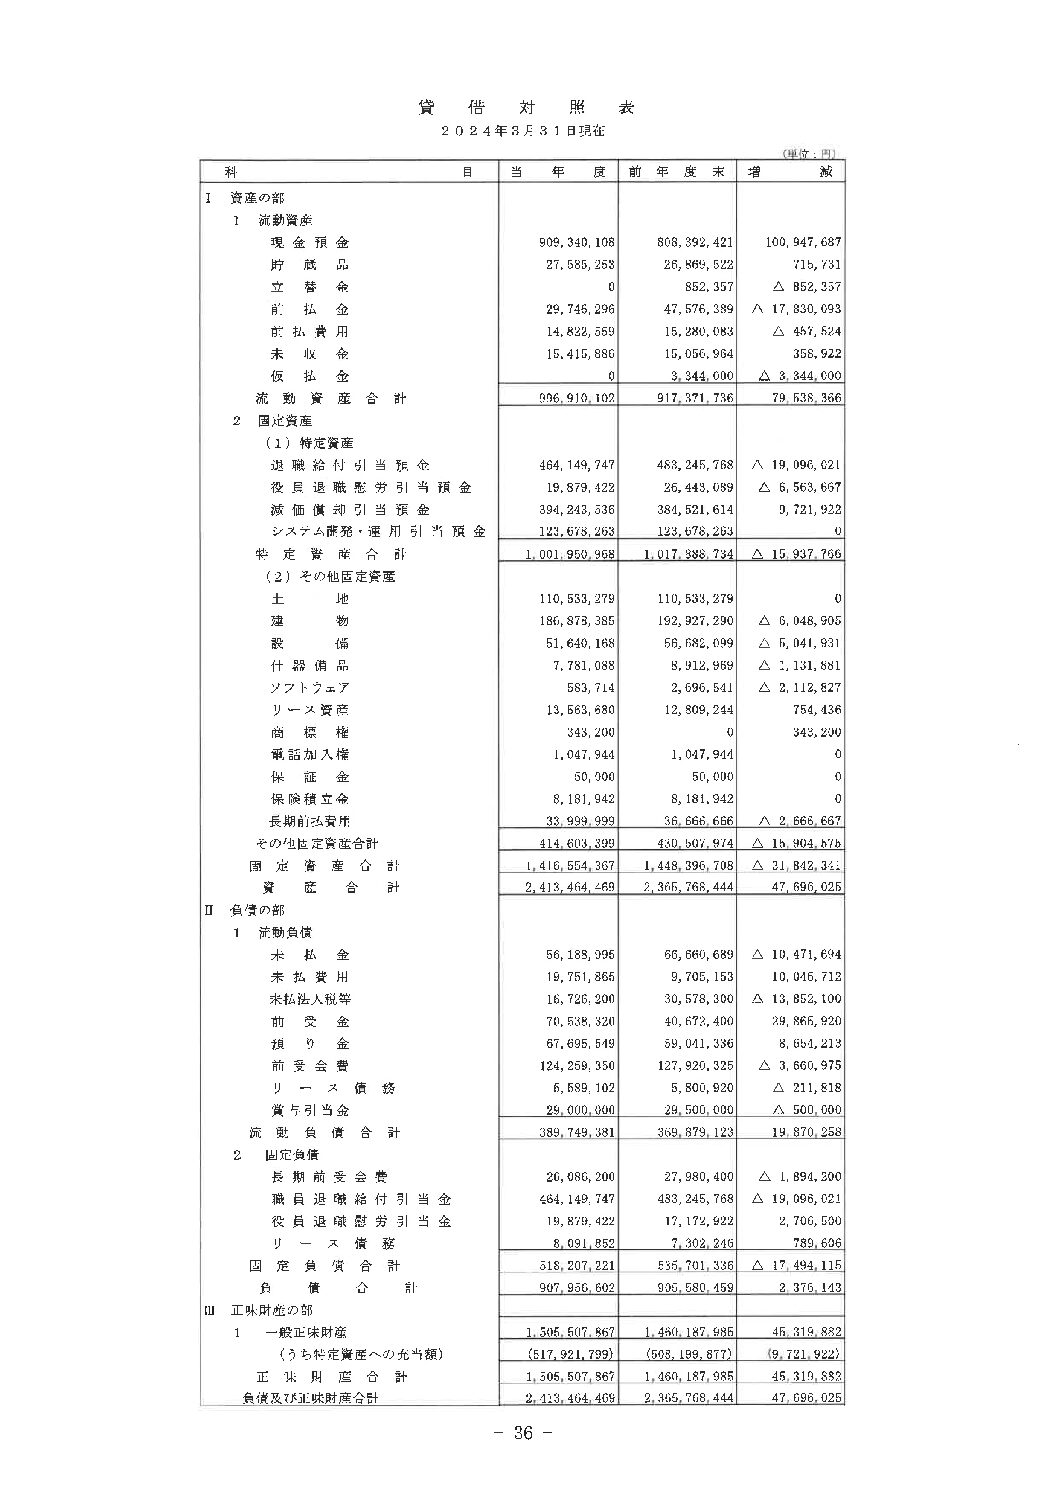 貸借対照表
2024年3月31日現在
(単位：円)
科目 当年度 前年度末 増減
Ⅰ 資産の部
1 流動資産
現金預金 909,340,108 808,392,421 100,947,687
貯蔵品 27,585,253 26,869,522 715,731
立替金 0 852,357 △ 852,357
前払金 29,746,296 47,576,389 △ 17,830,093
前払費用 14,822,559 15,280,083 △ 457,524
未収金 15,415,886 15,056,964 358,922
仮払金 0 3,344,000 △ 3,344,000
流動資産合計 996,910,102 917,371,736 79,538,366
2 固定資産
(1) 特定資産
退職給付引当預金 464,149,747 483,245,768 △ 19,096,021
役員退職慰労引当預金 19,879,422 26,443,089 △ 6,563,667
減価償却引当預金 394,243,536 384,521,614 9,721,922
システム開発・運用引当預金 123,678,263 123,678,263 0
特定資産合計 1,001,950,968 1,017,888,734 △ 15,937,766
(2) その他固定資産
土地 110,533,279 110,533,279 0
建物 186,878,385 192,927,290 △ 6,048,905
設備 51,640,168 56,682,099 △ 5,041,931
什器備品 7,781,088 8,912,969 △ 1,131,881
ソフトウェア 583,714 2,696,541 △ 2,112,827
リース資産 13,563,680 12,809,244 754,436
商標権 343,200 0 343,200
電話加入権 1,047,944 1,047,944 0
保証金 50,000 50,000 0
保険積立金 8,181,942 8,181,942 0
長期前払費用 33,999,999 36,666,666 △ 2,666,667
その他固定資産合計 414,603,399 430,507,974 △ 15,904,575
固定資産合計 1,416,554,367 1,448,396,708 △ 31,842,341
資産合計 2,413,464,469 2,365,768,444 47,696,025
Ⅱ 負債の部
1 流動負債
未払金 56,188,995 66,660,689 △ 10,471,694
未払費用 19,751,865 9,705,153 10,046,712
未払法人税等 16,726,200 30,578,300 △ 13,852,100
前受金 70,538,320 40,672,400 29,865,920
預り金 67,695,549 59,041,336 8,654,213
前受会費 124,259,350 127,920,325 △ 3,660,975
リース債務 5,589,102 5,800,920 △ 211,818
賞与引当金 29,000,000 29,500,000 △ 500,000
流動負債合計 389,749,381 369,879,123 19,870,258
2 固定負債
長期前受会費 26,086,200 27,980,400 △ 1,894,200
職員退職給付引当金 464,149,747 483,245,768 △ 19,096,021
役員退職慰労引当金 19,879,422 17,172,922 2,706,500
リース債務 8,091,852 7,302,246 789,606
固定負債合計 518,207,221 535,701,336 △ 17,494,115
負債合計 907,956,602 905,580,459 2,376,143
Ⅲ 正味財産の部
1 一般正味財産 1,505,507,867 1,460,187,985 45,319,882
(うち特定資産への充当額) (517,921,799) (508,199,877) (9,721,922)
正味財産合計 1,505,507,867 1,460,187,985 45,319,882
負債及び正味財産合計 2,413,464,469 2,365,768,444 47,696,025
- 36 -